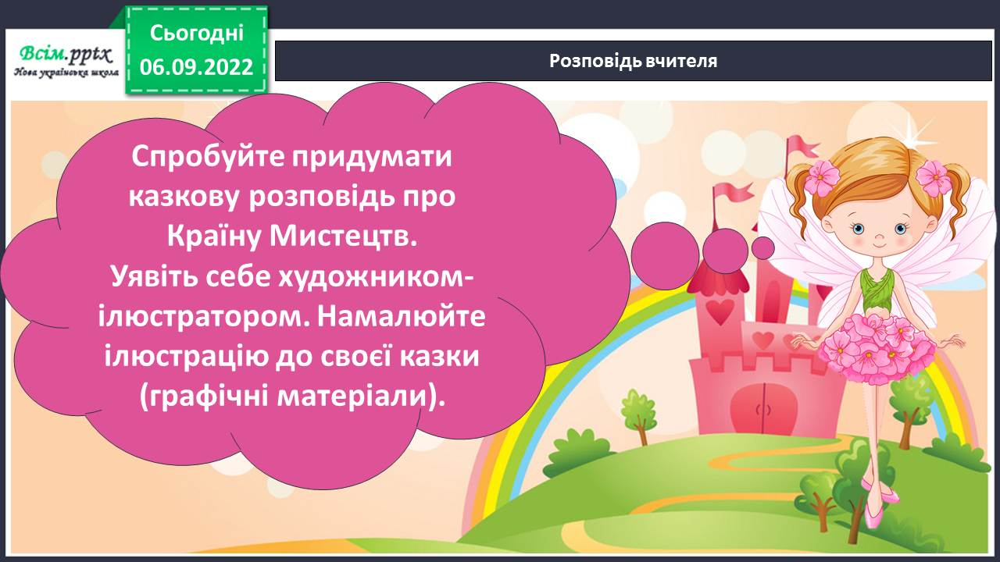 Всім.pptx
Нова українська школа
Сьогодні
06.09.2022
Розповідь вчителя
Спробуйте придумати
казкову розповідь про
Країну Мистецтв.
Уявіть себе художником-
ілюстратором. Намалюйте
ілюстрацію до своєї казки
(графічні матеріали).